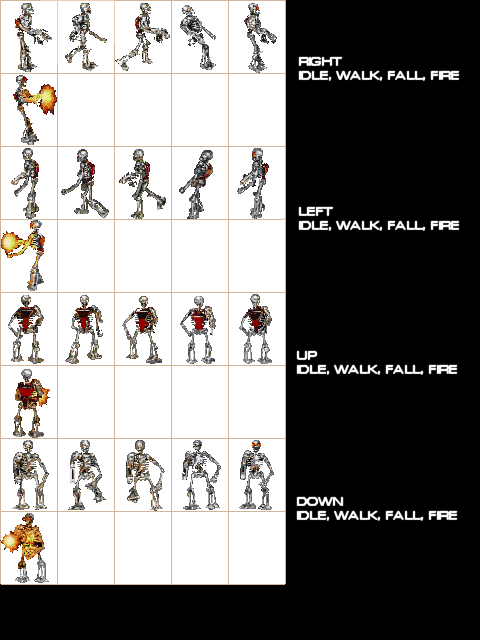 RIGHT
IDLE, WALK, FALL, FIRE
LEFT
IDLE, WALK, FALL, FIRE
UP
IDLE, WALK, FALL, FIRE
DOWN
IDLE, WALK, FALL, FIRE